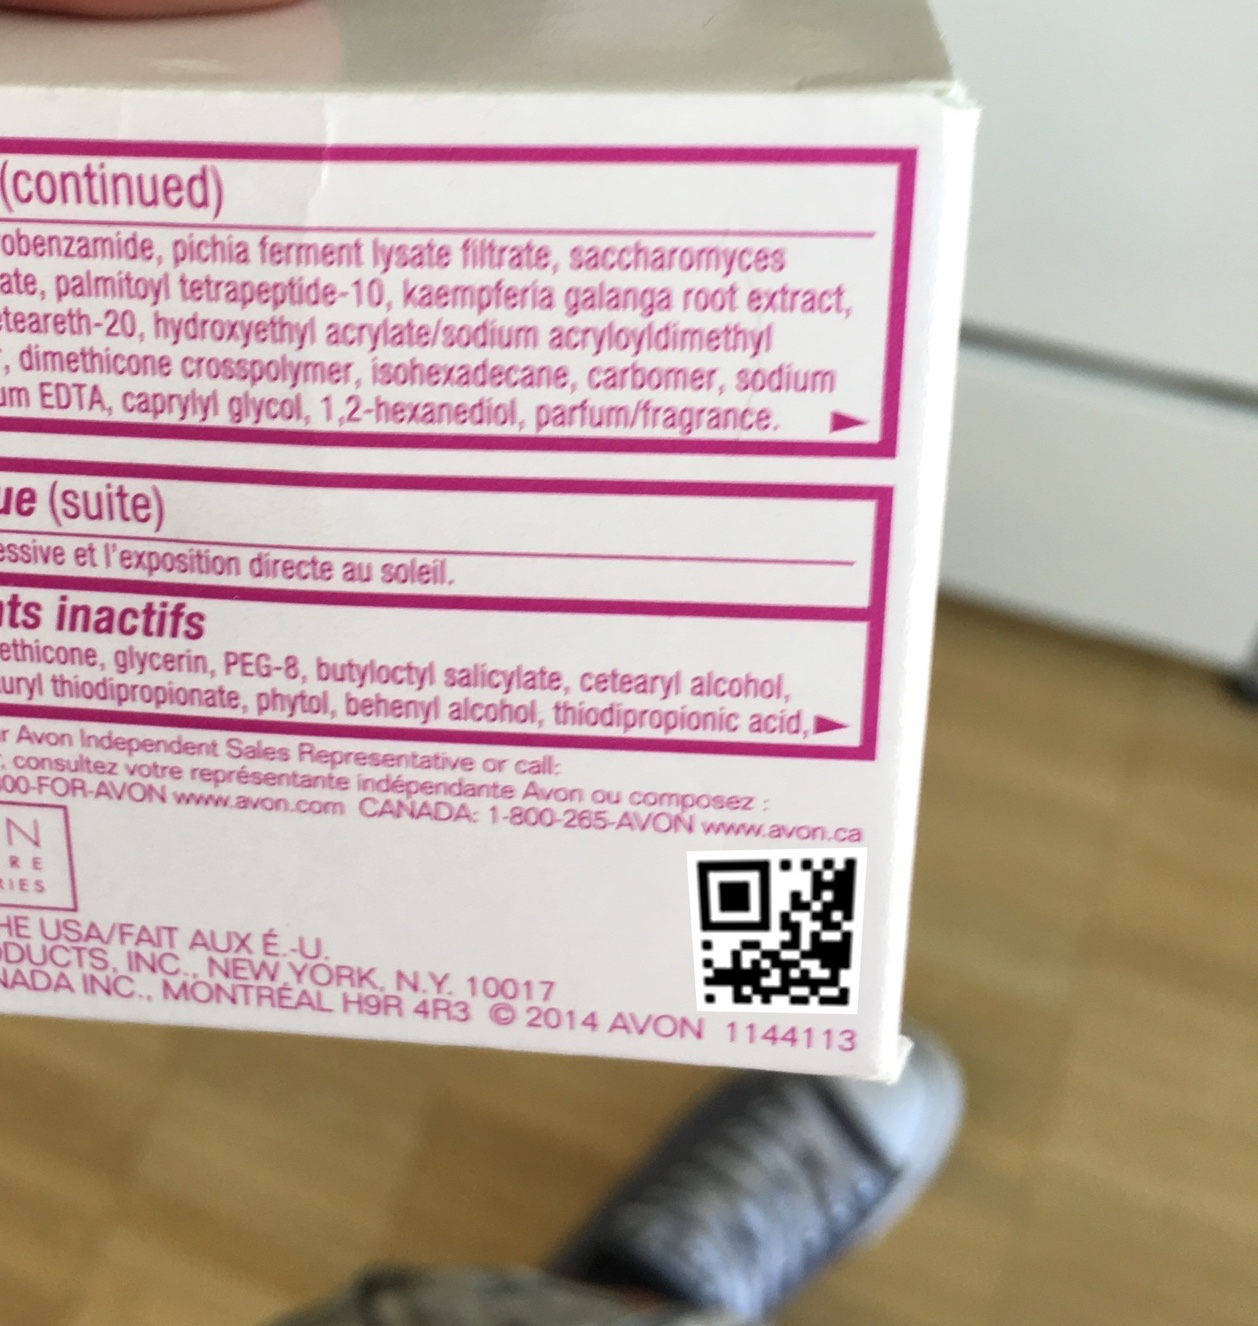 (continued)
obenzamide, pichia ferment lysate filtrate, saccharomyces
ate, palmitoyl tetrapeptide-10, kaempferia galanga root extract,
teareth-20, hydroxyethyl acrylate/sodium acryloyldimethyl
, dimethicone crosspolymer, isohexadecane, carbomer, sodium
um EDTA, caprylyl glycol, 1,2-hexanediol, parfum/fragrance.
ue (suite)
essive et l'exposition directe au soleil.
nts inactifs
ethicone, glycerin, PEG-8, butyloctyl salicylate, cetearyl alcohol,
uryl thiodipropionate, phytol, behenyl alcohol, thiodipropionic acid,
r Avon Independent Sales Representative or call:
, consultez votre représentante indépendante Avon ou composez :
00-FOR-AVON www.avon.com CANADA: 1-800-265-AVON www.avon.ca
N
RE
RIES
HE USA/FAIT AUX É.-U.
ODUCTS, INC., NEW YORK, N.Y. 10017
NADA INC., MONTRÉAL H9R 4R3 © 2014 AVON 1144113